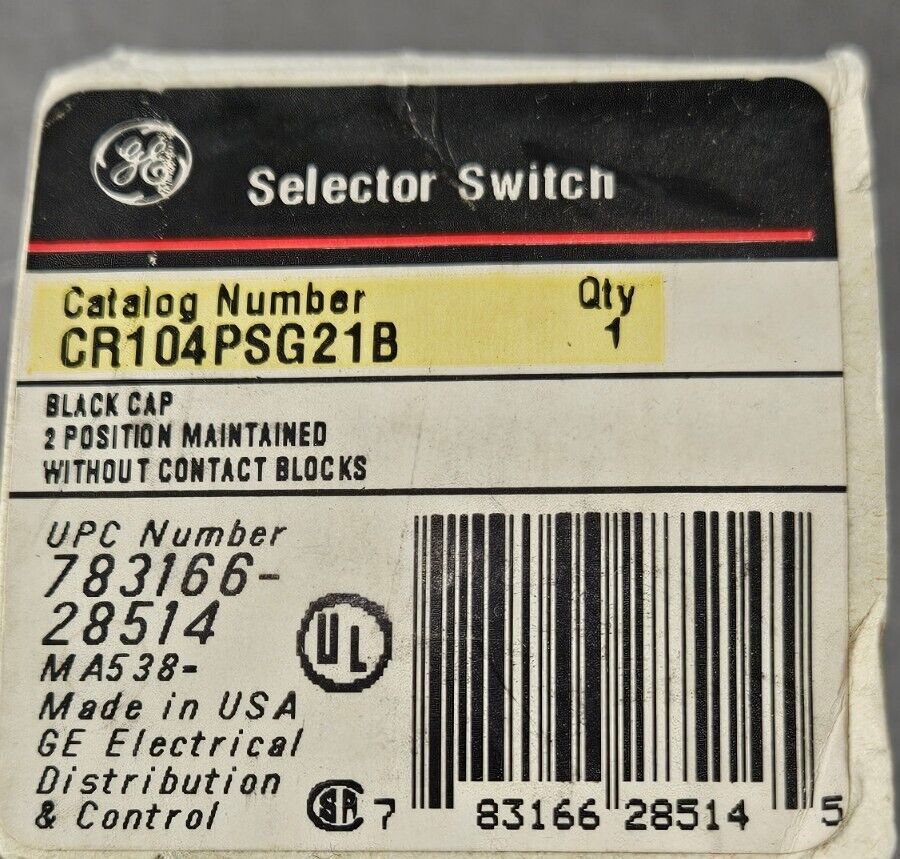 GE
Selector Switch
Catalog Number Qty
CR104PSG21B 1
BLACK CAP
2 POSITION MAINTAINED
WITHOUT CONTACT BLOCKS
UPC Number
783166-
28514
UL
MA538-
Made in USA
GE Electrical
Distribution
& Control
SA
7 83166 28514 5